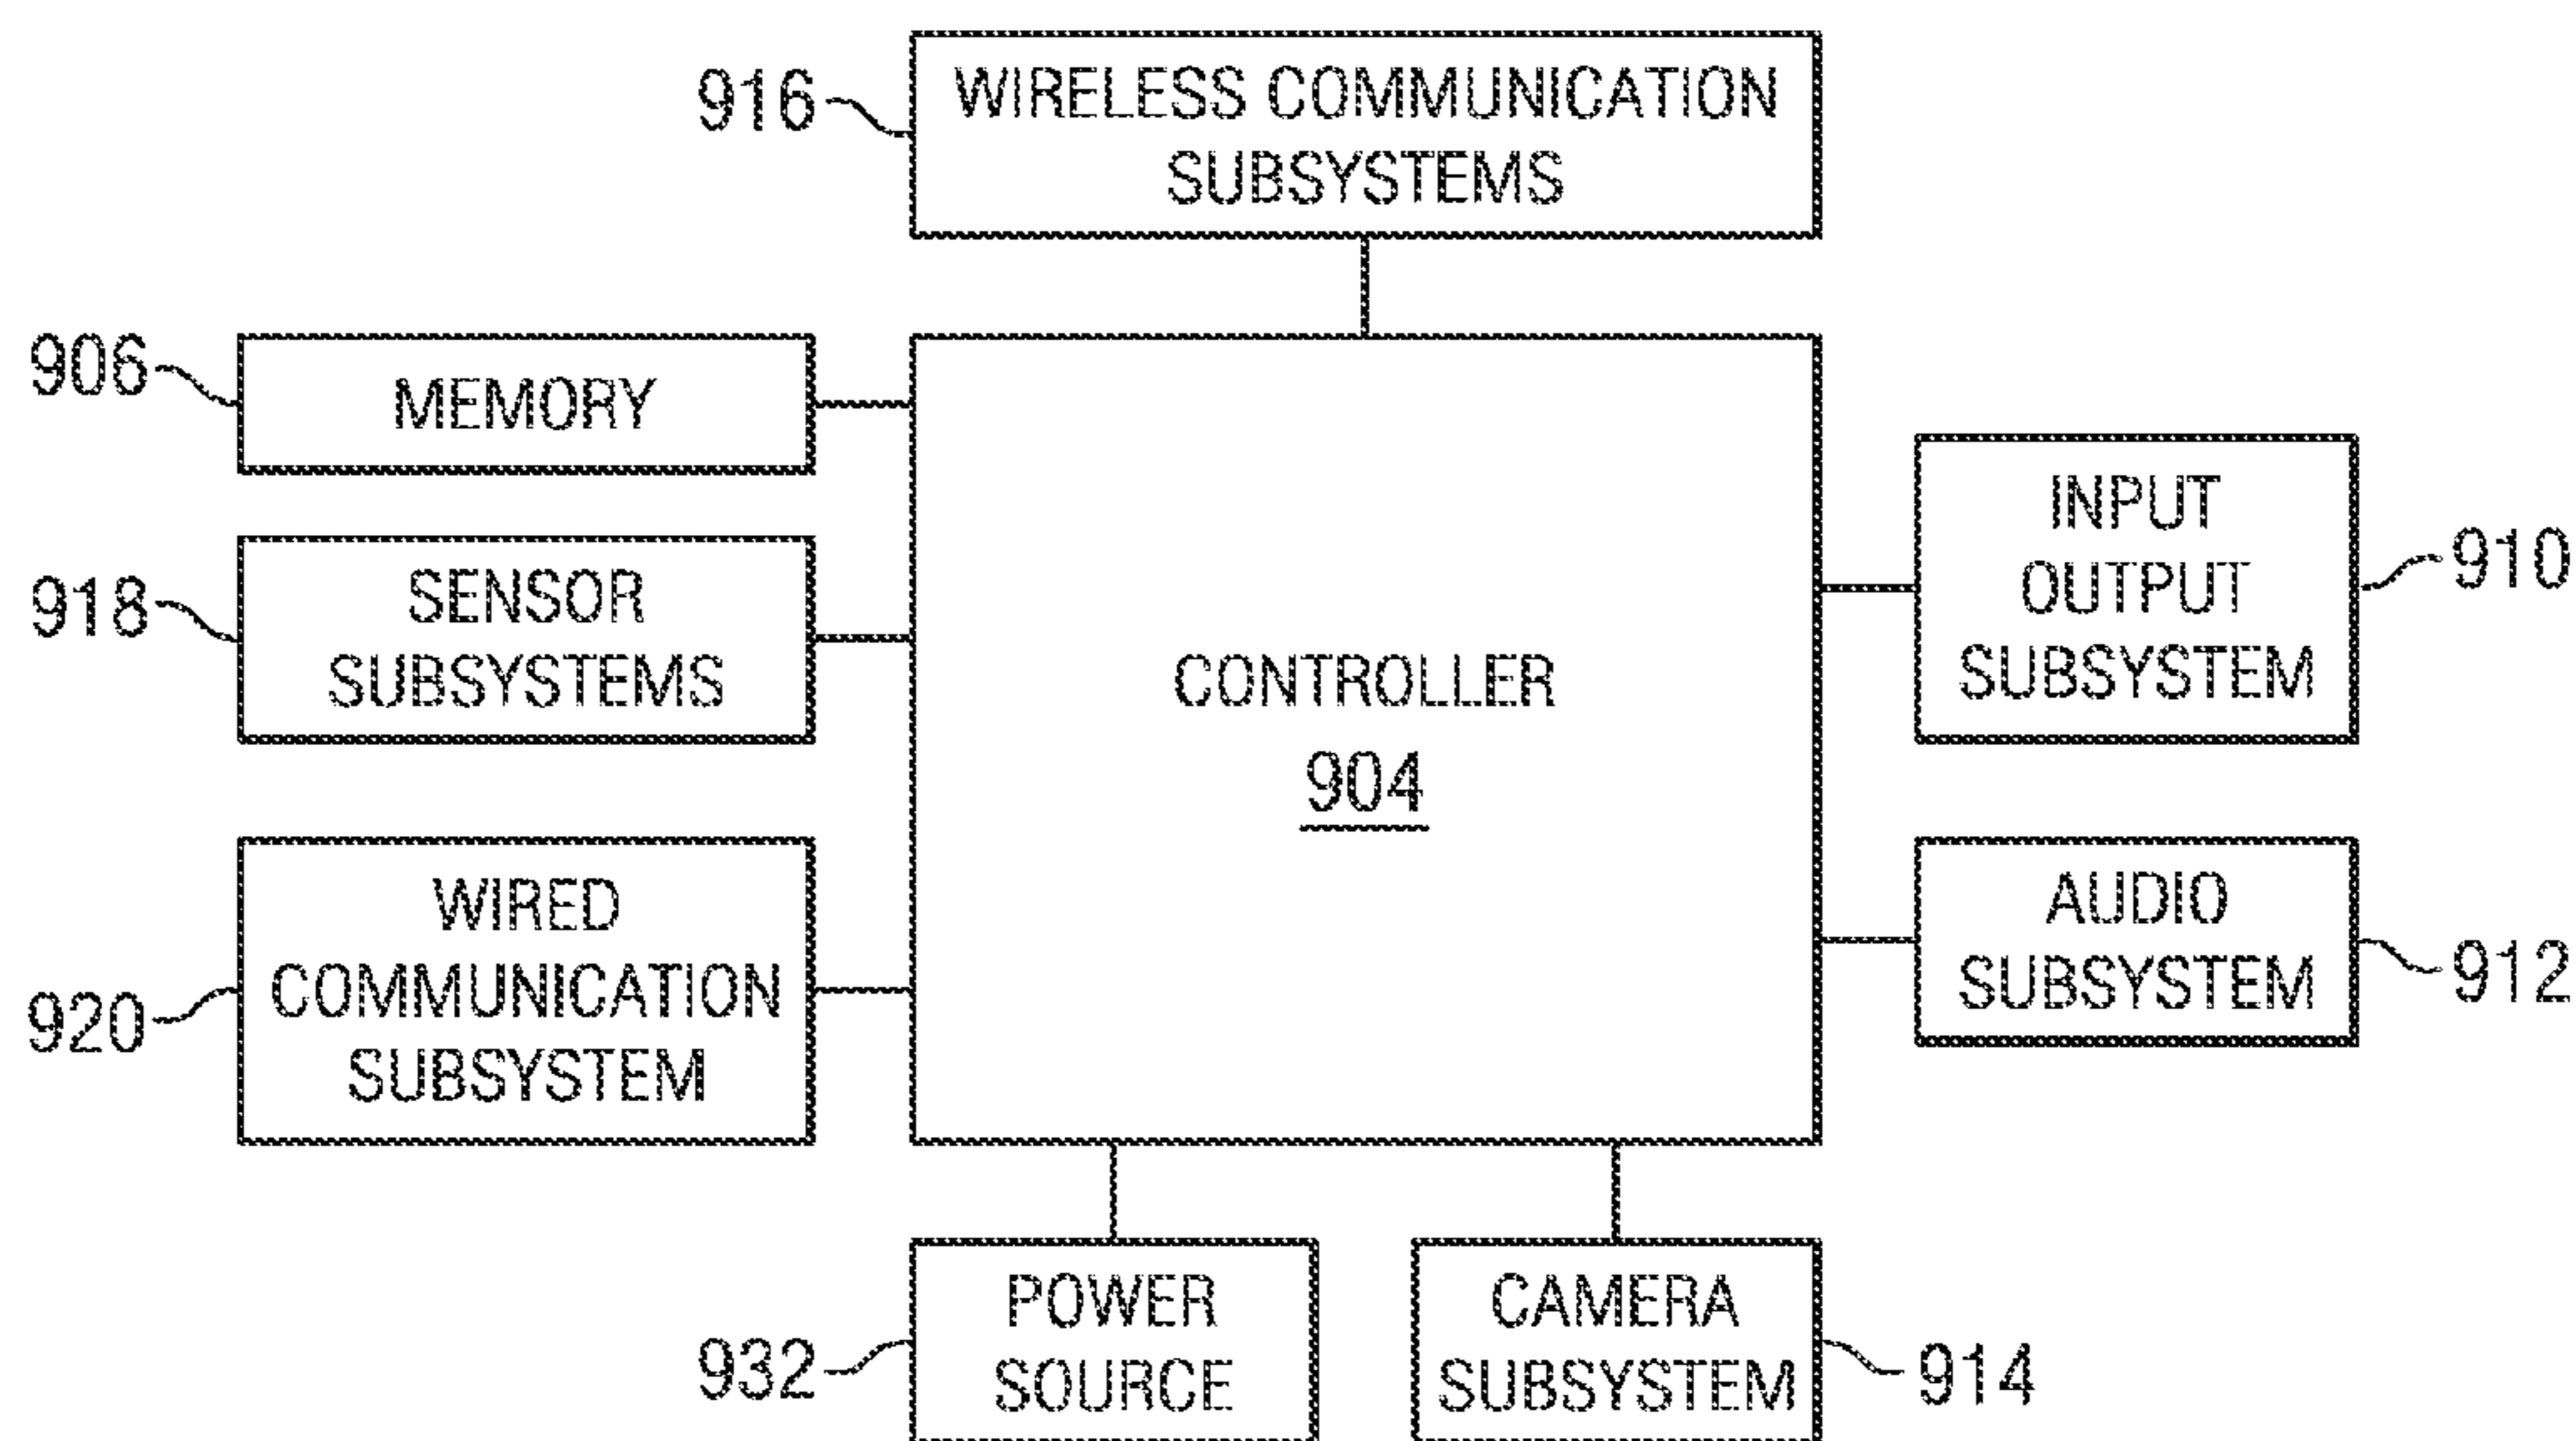 916
WIRELESS COMMUNICATION
SUBSYSTEMS
906
MEMORY
918
SENSOR
SUBSYSTEMS
920
WIRED
COMMUNICATION
SUBSYSTEM
CONTROLLER
904
INPUT
OUTPUT
SUBSYSTEM
910
AUDIO
SUBSYSTEM
912
932
POWER
SOURCE
CAMERA
SUBSYSTEM
914